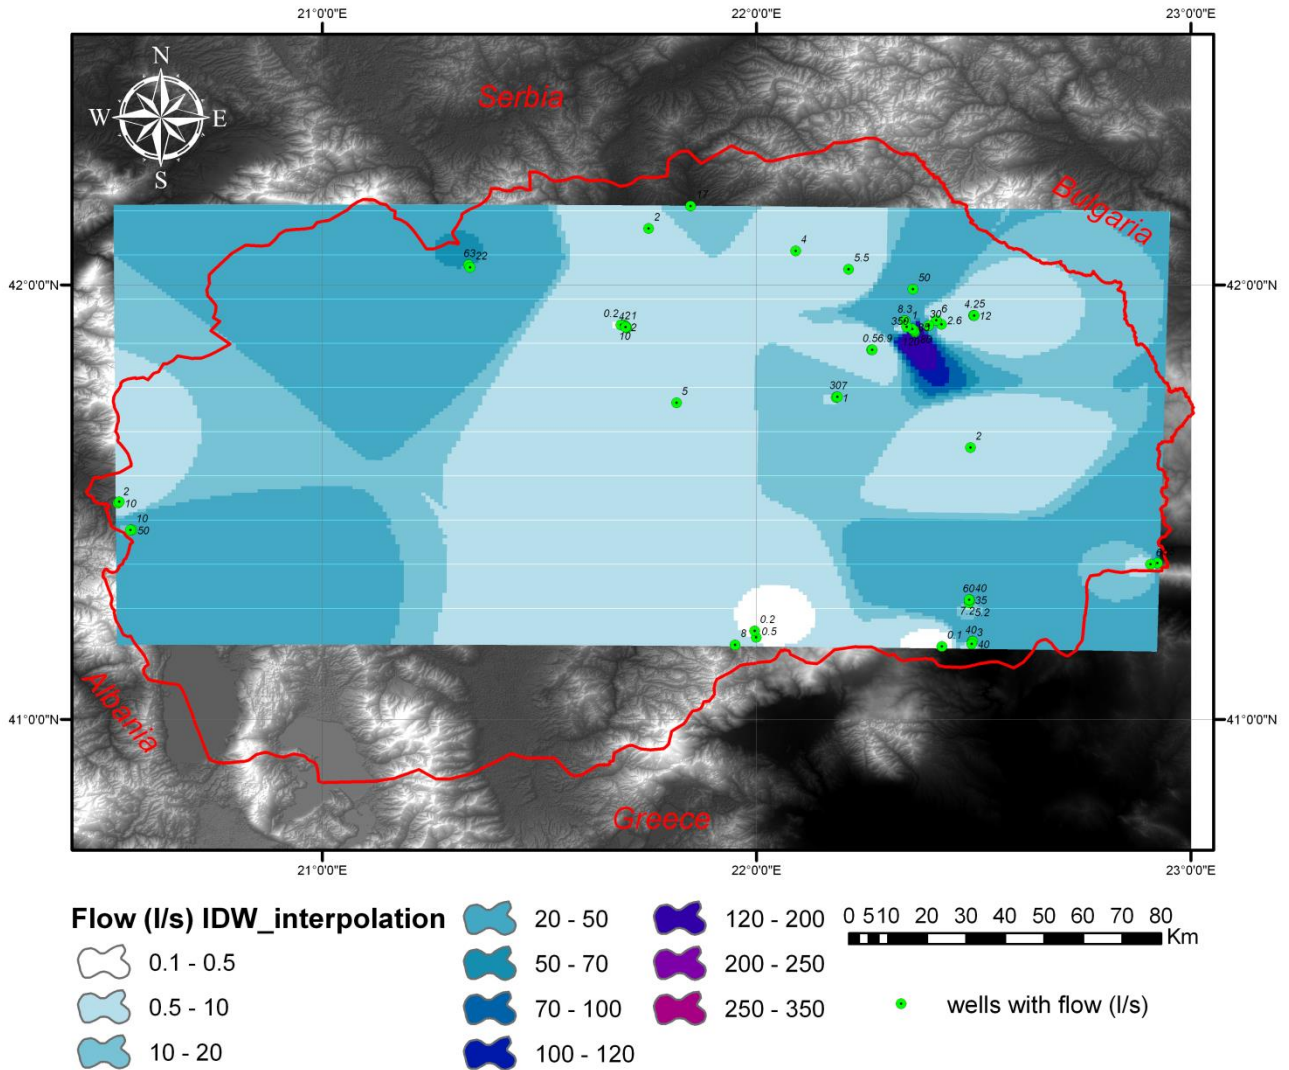 21°0'0"E
22°0'0"E
23°0'0"E
N
W
E
S
Serbia
Bulgaria
17
2
4
63
22
5.5
42°0'0"N
42°0'0"N
50
4.25
12
8.3
1
30
6
2.6
350
0.2
421
2
10
0.56.9
307
1
5
2
2
10
10
50
6
6040
35
7.2
5.2
0.2
0.5
8
0.1
40
3
40
41°0'0"N
41°0'0"N
Albania
Greece
21°0'0"E
22°0'0"E
23°0'0"E
Flow (l/s) IDW_interpolation
0.1 - 0.5
0.5 - 10
10 - 20
20 - 50
50 - 70
70 - 100
100 - 120
120 - 200
200 - 250
250 - 350
0 5 10 20 30 40 50 60 70 80
Km
wells with flow (l/s)